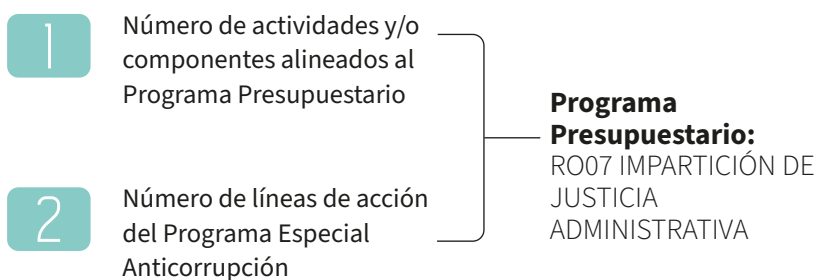 1
Número de actividades y/o
componentes alineados al
Programa Presupuestario
2
Número de líneas de acción
del Programa Especial
Anticorrupción
Programa
Presupuestario:
RO07 IMPARTICIÓN DE
JUSTICIA
ADMINISTRATIVA